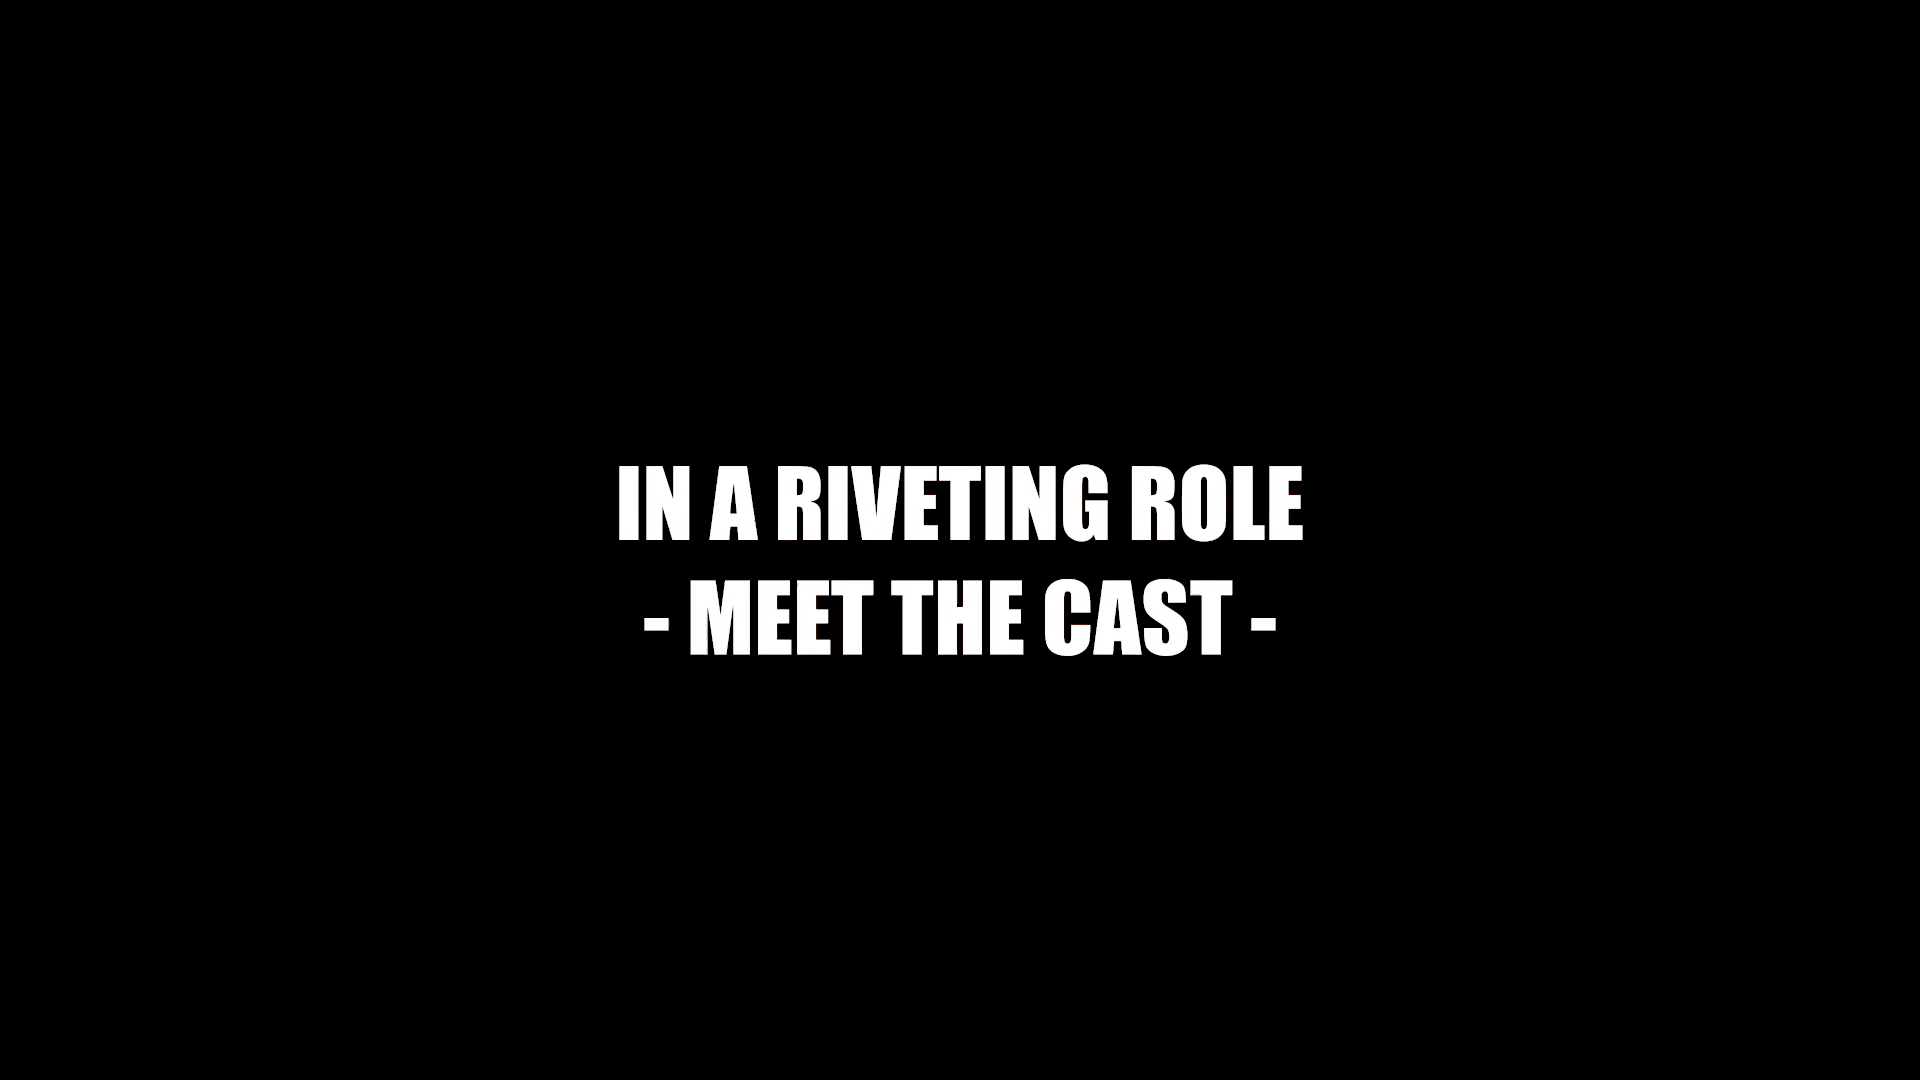 IN A RIVETING ROLE
- MEET THE CAST -